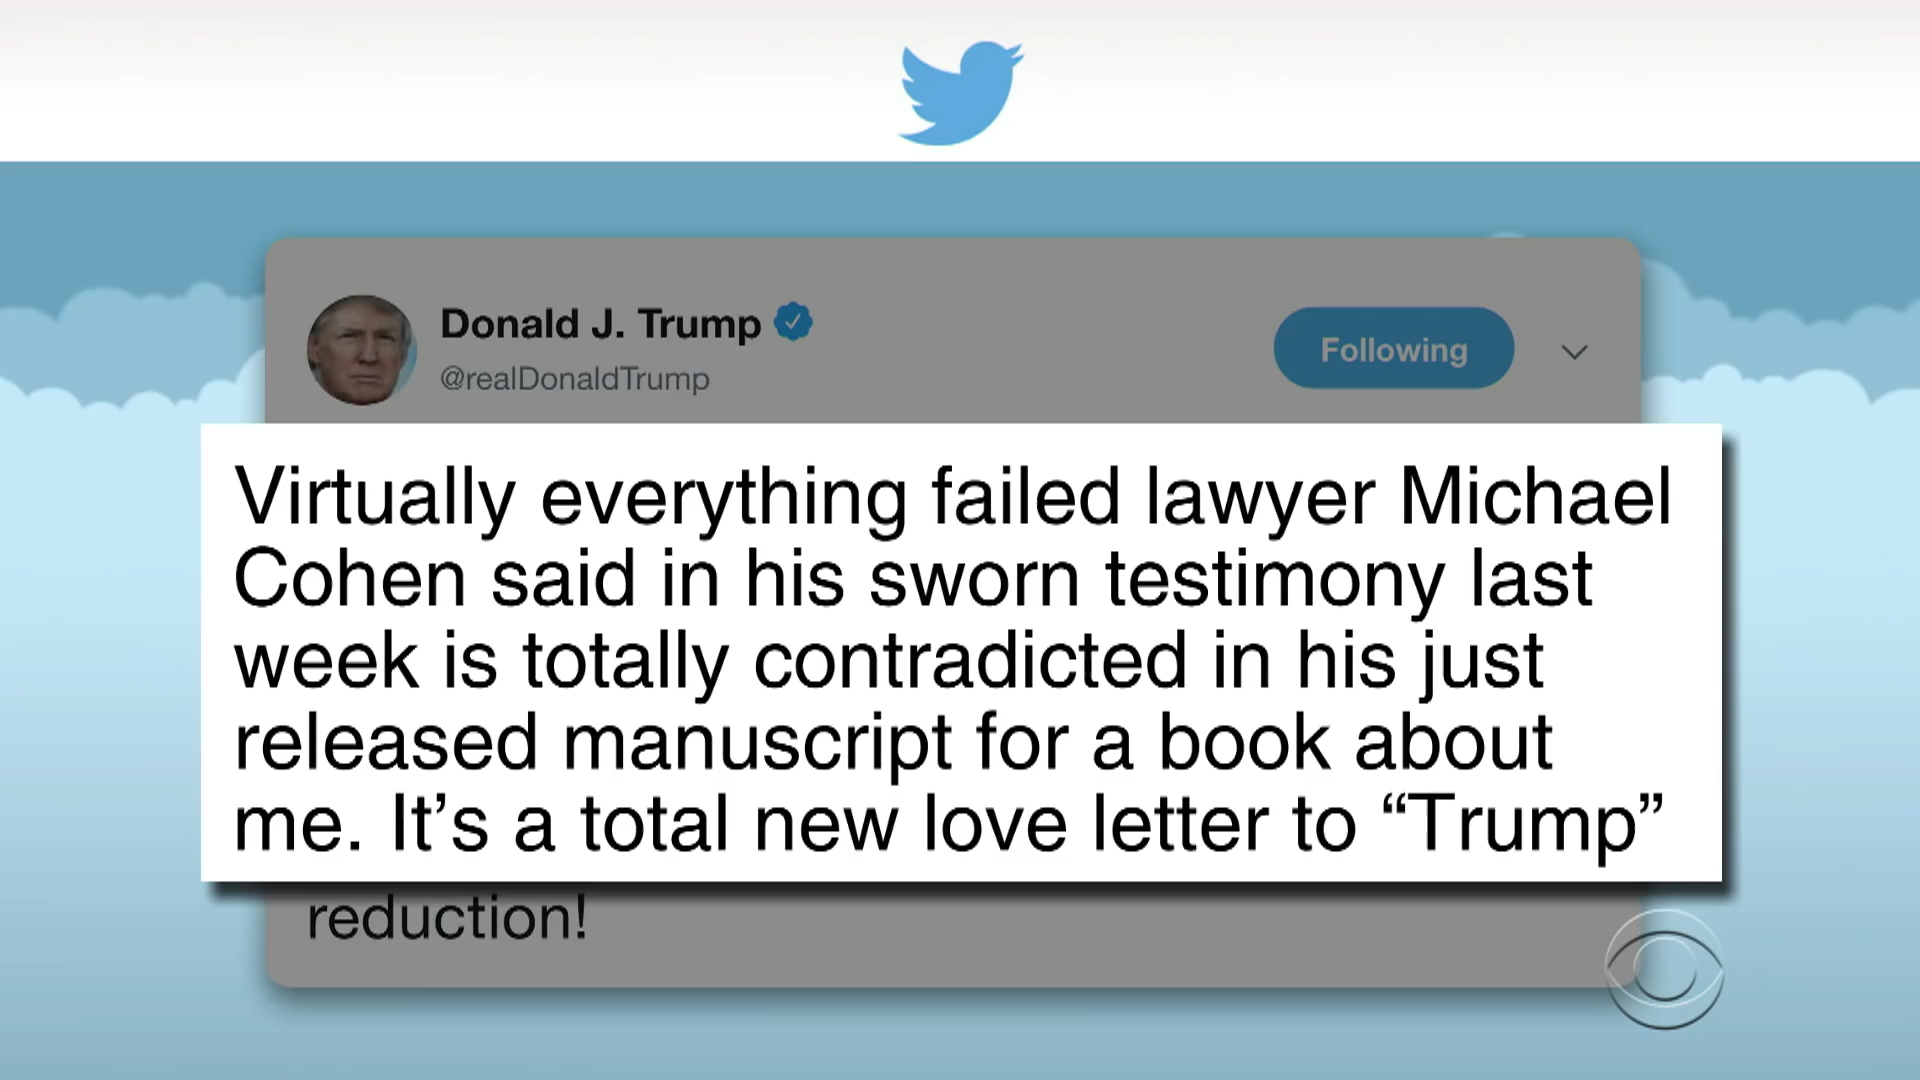 Donald J. Trump
@realDonaldTrump
Following
Virtually everything failed lawyer Michael
Cohen said in his sworn testimony last
week is totally contradicted in his just
released manuscript for a book about
me. It’s a total new love letter to “Trump”
reduction!